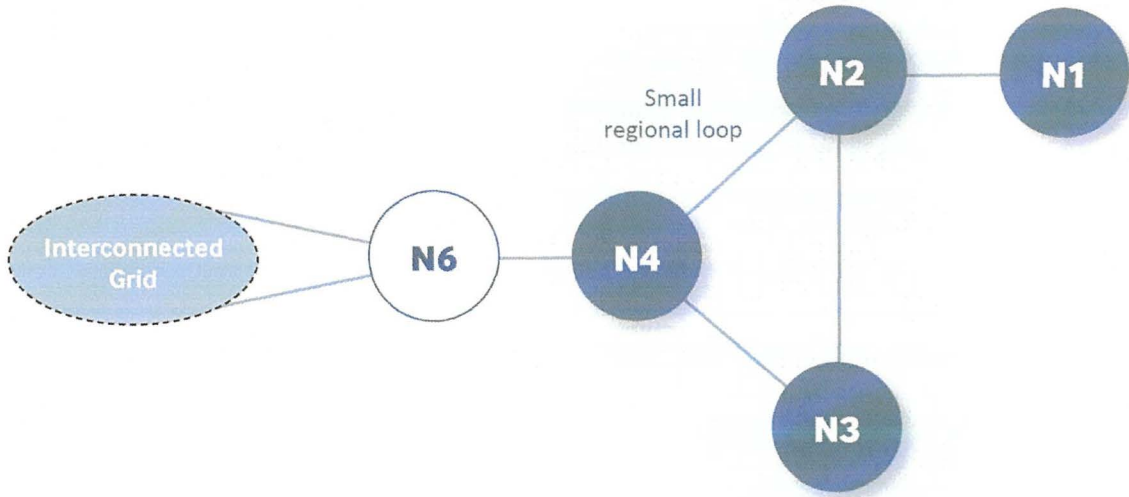 N2
N1
Small
regional loop
Interconnected
Grid
N6
N4
N3